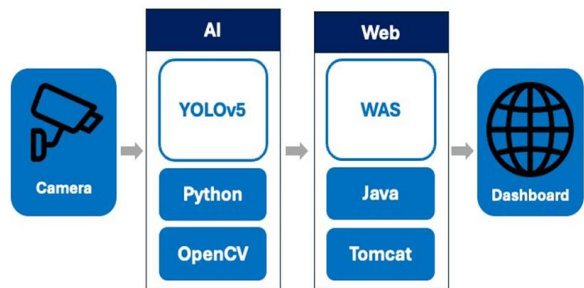 Camera
AI
YOLOv5
Python
OpenCV
Web
WAS
Java
Tomcat
Dashboard